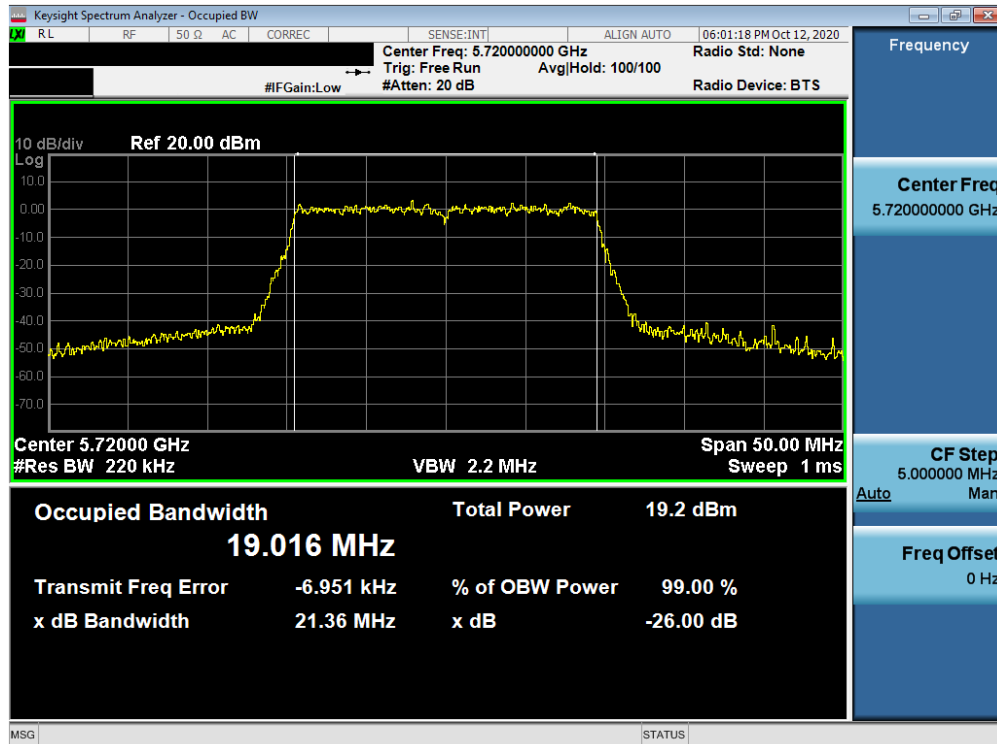 Keysight Spectrum Analyzer - Occupied BW
LXI RL RF 50 Ω AC CORREC SENSE:INT ALIGN AUTO 06:01:18 PM Oct 12, 2020
Center Freq: 5.720000000 GHz Radio Std: None
Trig: Free Run Avg|Hold: 100/100
#IFGain:Low #Atten: 20 dB Radio Device: BTS
Frequency
10 dB/div Ref 20.00 dBm
Log
10.0
0.00
-10.0
-20.0
-30.0
-40.0
-50.0
-60.0
-70.0
Center 5.72000 GHz Span 50.00 MHz
#Res BW 220 kHz VBW 2.2 MHz Sweep 1 ms
Occupied Bandwidth Total Power 19.2 dBm
19.016 MHz
Transmit Freq Error -6.951 kHz % of OBW Power 99.00 %
x dB Bandwidth 21.36 MHz x dB -26.00 dB
Center Freq
5.720000000 GHz
CF Step
5.000000 MHz
Auto Man
Freq Offset
0 Hz
MSG STATUS